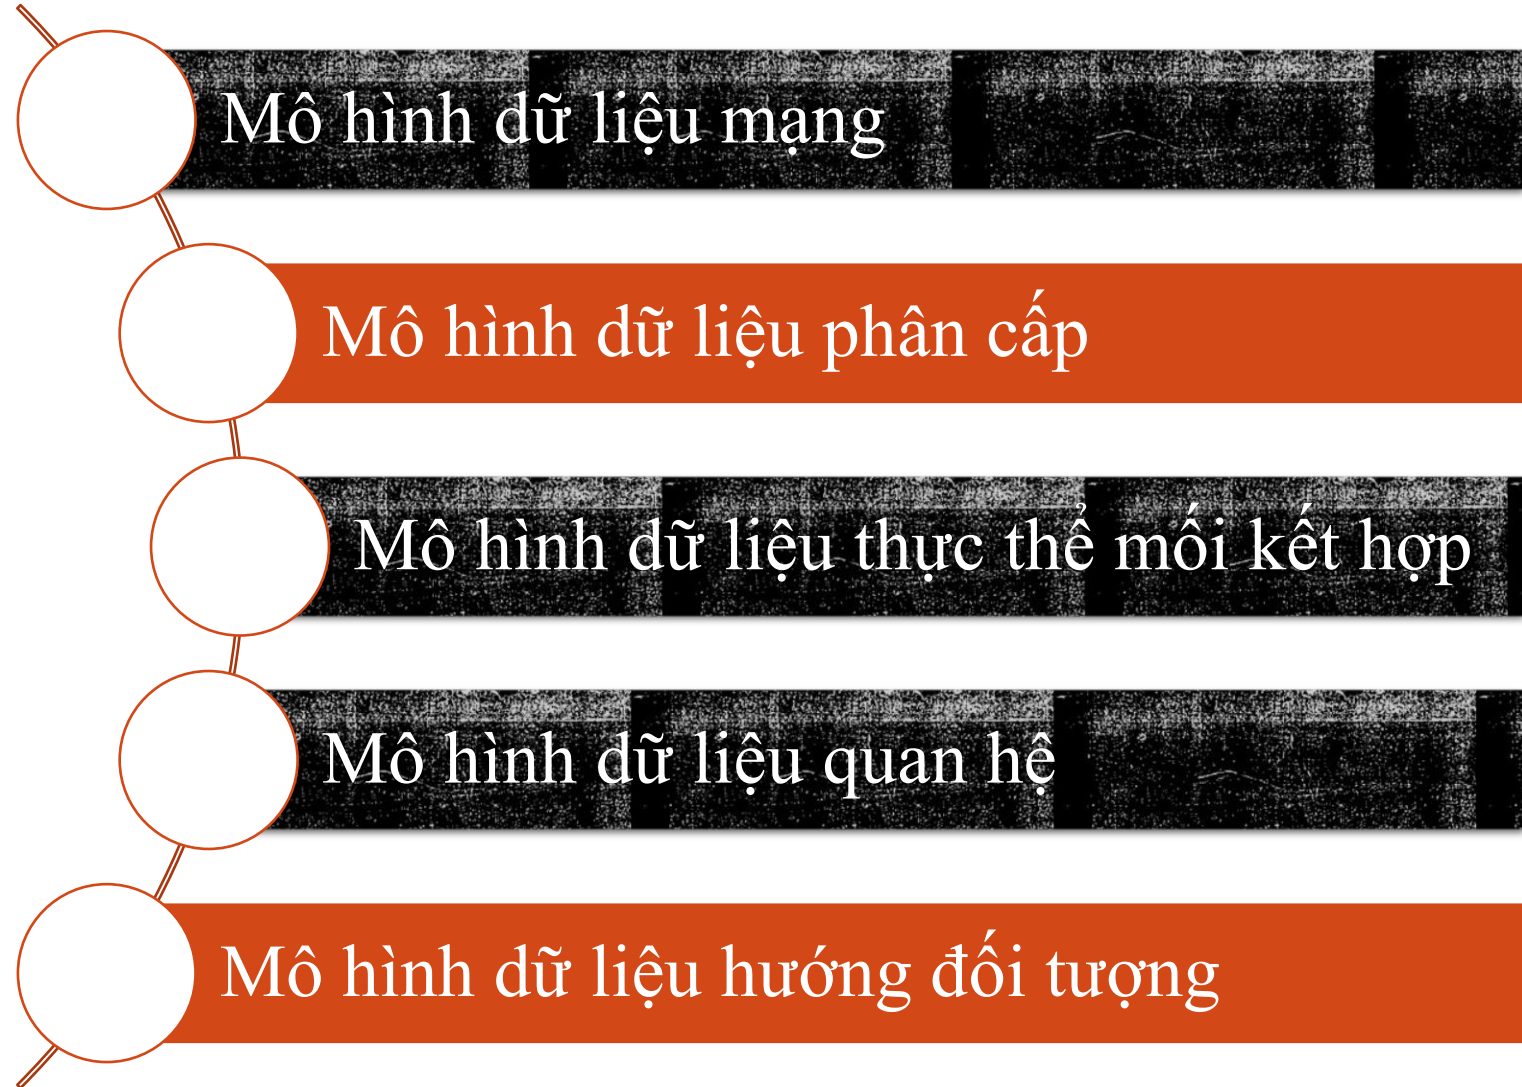 Mô hình dữ liệu mạng
Mô hình dữ liệu phân cấp
Mô hình dữ liệu thực thể mối kết hợp
Mô hình dữ liệu quan hệ
Mô hình dữ liệu hướng đối tượng